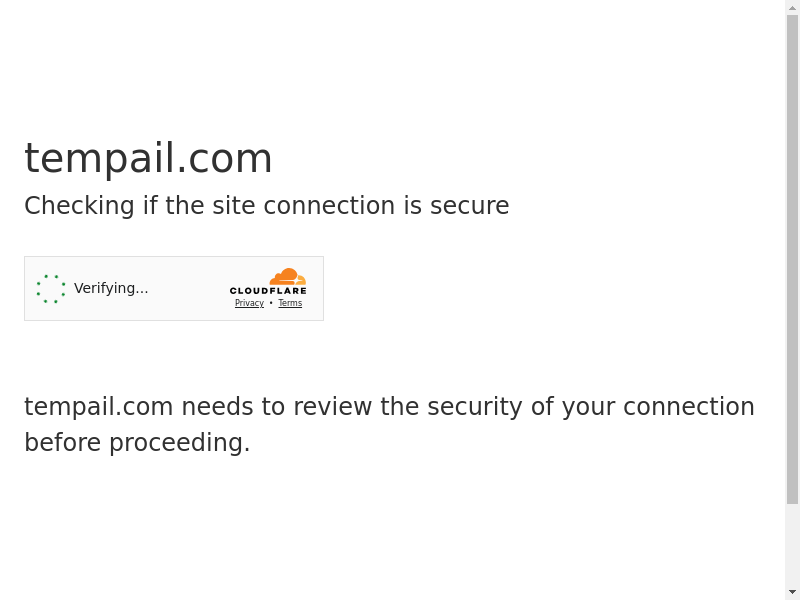 tempail.com
Checking if the site connection is secure
Verifying...
CLOUDFLARE
Privacy • Terms
tempail.com needs to review the security of your connection
before proceeding.